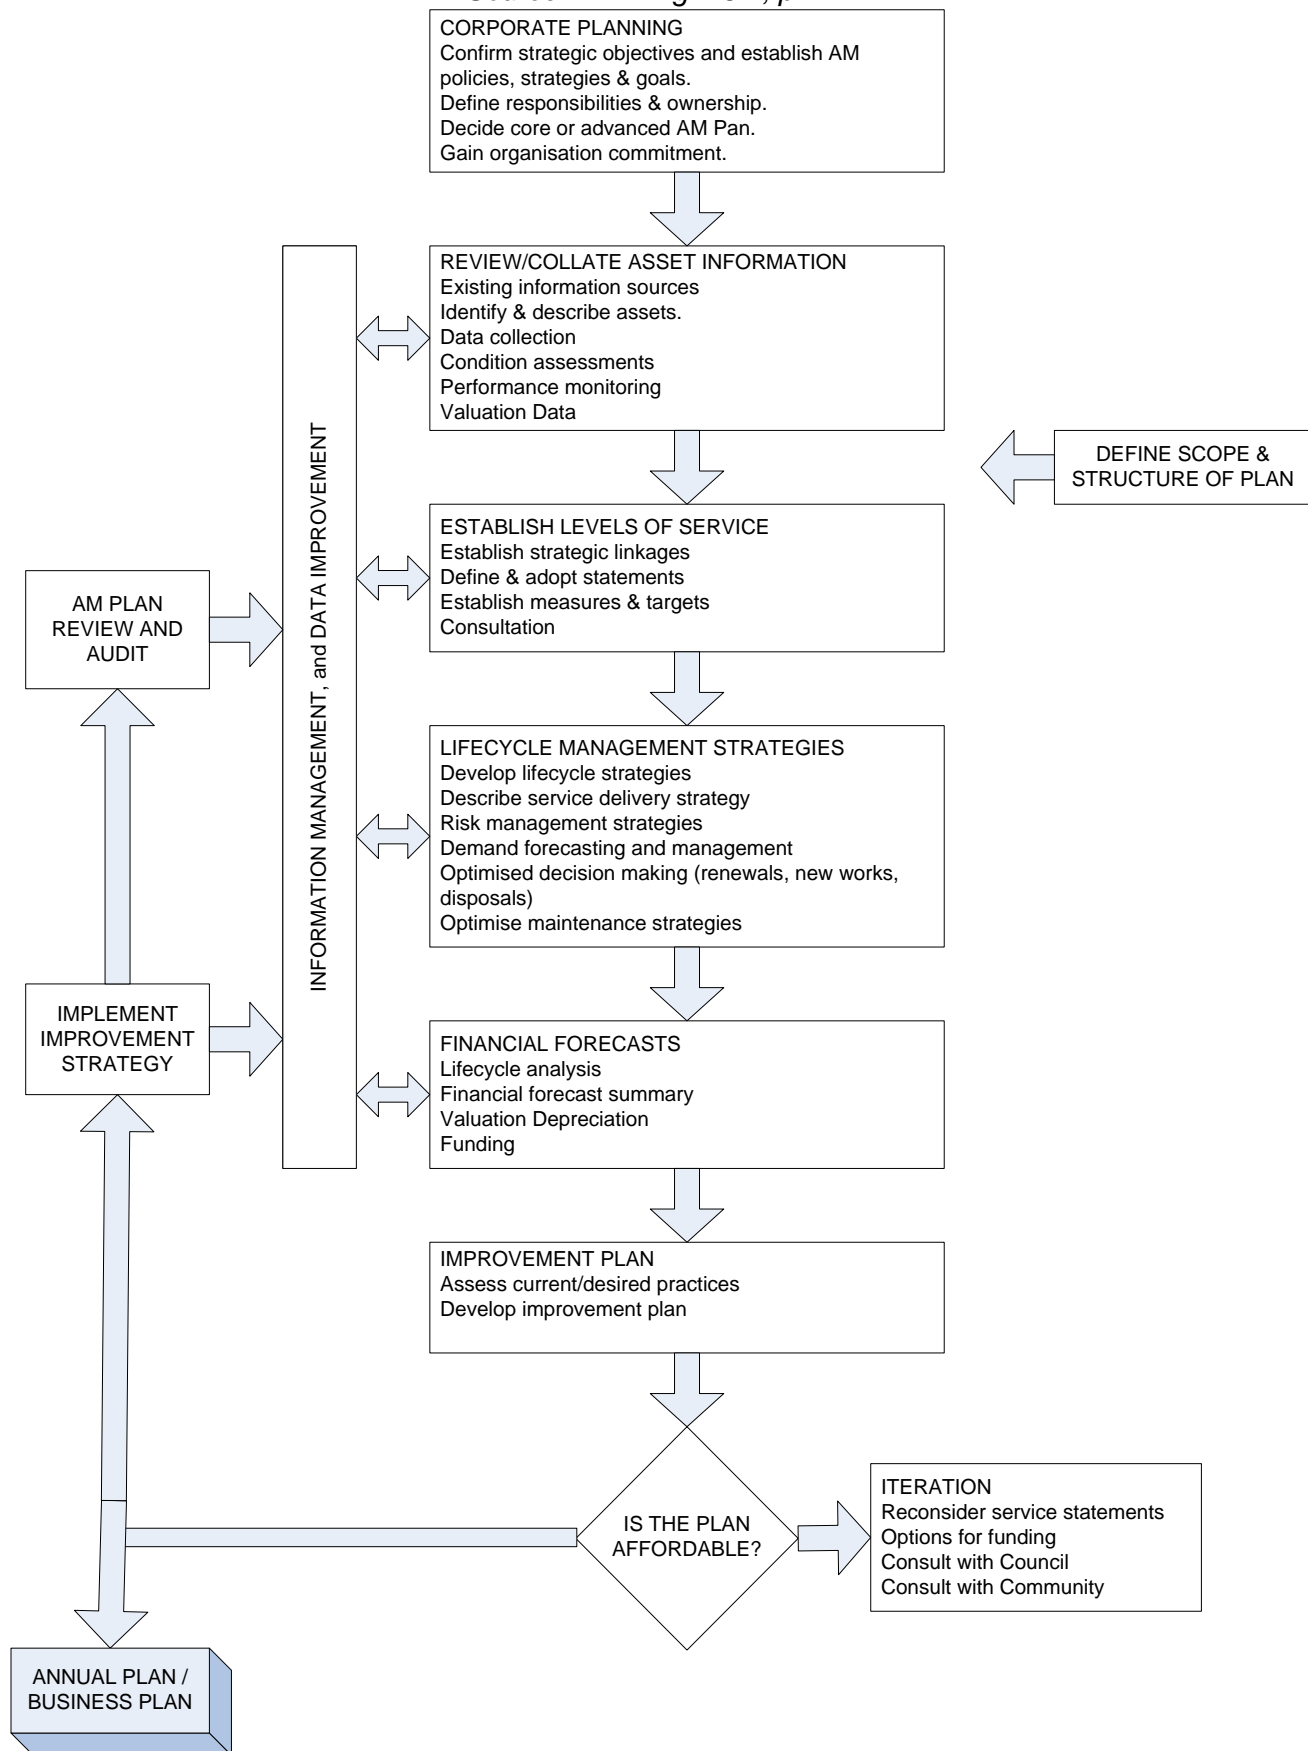 CORPORATE PLANNING
Confirm strategic objectives and establish AM
policies, strategies & goals.
Define responsibilities & ownership.
Decide core or advanced AM Pan.
Gain organisation commitment.
REVIEW/COLLATE ASSET INFORMATION
Existing information sources
Identify & describe assets.
Data collection
Condition assessments
Performance monitoring
Valuation Data
DEFINE SCOPE &
STRUCTURE OF PLAN
INFORMATION MANAGEMENT, and DATA IMPROVEMENT
ESTABLISH LEVELS OF SERVICE
Establish strategic linkages
Define & adopt statements
Establish measures & targets
Consultation
AM PLAN
REVIEW AND
AUDIT
LIFECYCLE MANAGEMENT STRATEGIES
Develop lifecycle strategies
Describe service delivery strategy
Risk management strategies
Demand forecasting and management
Optimised decision making (renewals, new works,
disposals)
Optimise maintenance strategies
IMPLEMENT
IMPROVEMENT
STRATEGY
FINANCIAL FORECASTS
Lifecycle analysis
Financial forecast summary
Valuation Depreciation
Funding
IMPROVEMENT PLAN
Assess current/desired practices
Develop improvement plan
IS THE PLAN
AFFORDABLE?
ITERATION
Reconsider service statements
Options for funding
Consult with Council
Consult with Community
ANNUAL PLAN /
BUSINESS PLAN